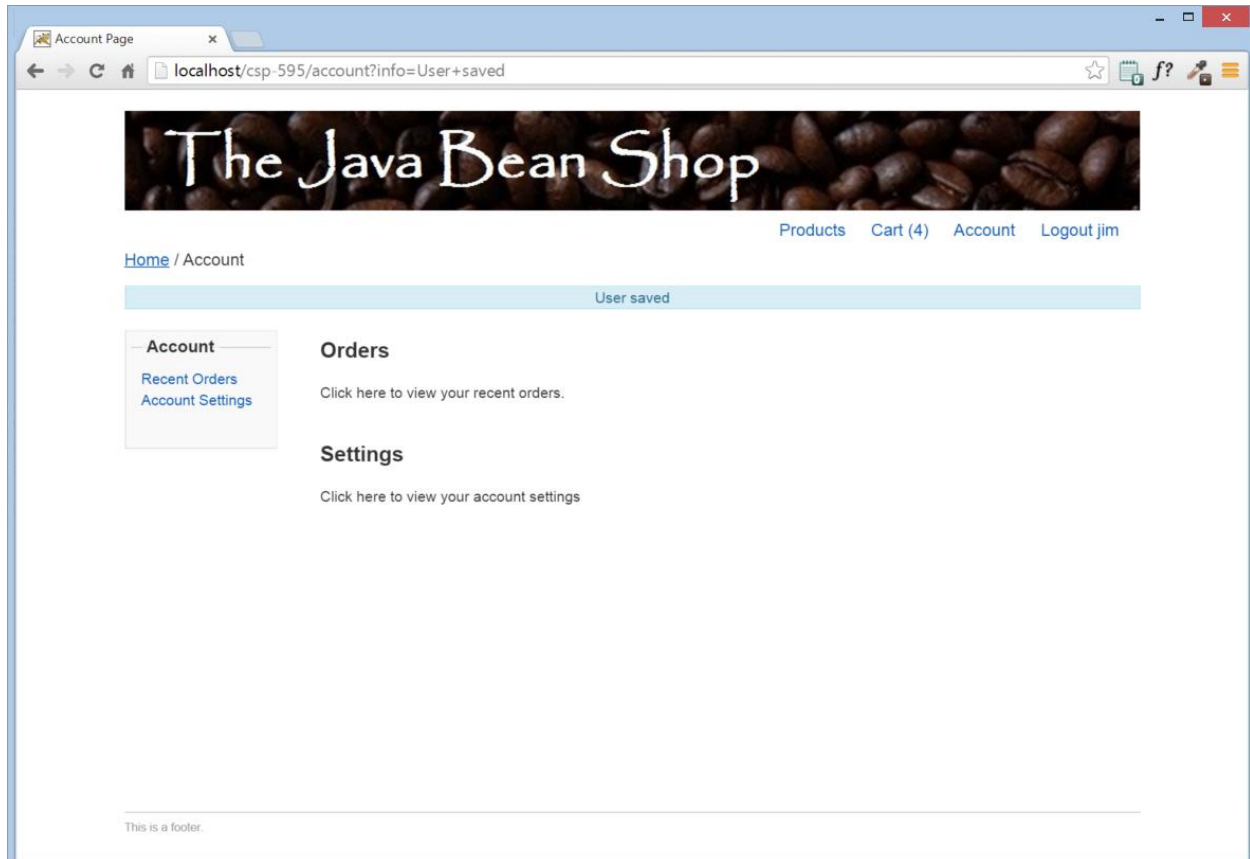 Account Page
localhost/csp-595/account?info=User+saved
f?
The Java Bean Shop
Products Cart (4) Account Logout jim
Home / Account
User saved
Account
Recent Orders
Account Settings
Orders
Click here to view your recent orders.
Settings
Click here to view your account settings
This is a footer.